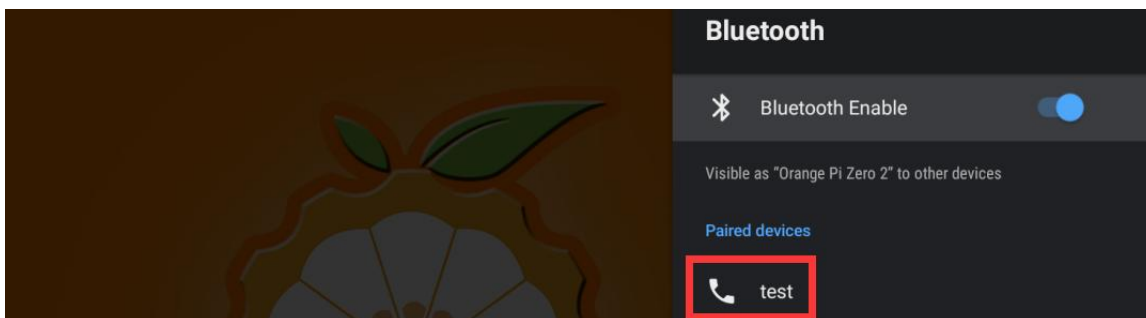 Bluetooth
Bluetooth Enable
Visible as "Orange Pi Zero 2" to other devices
Paired devices
test